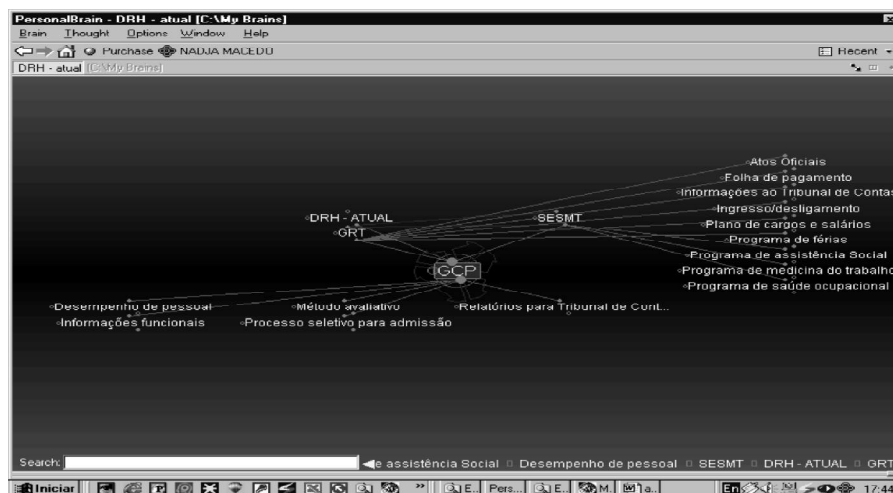 PersonalBrain - DRH - atual [C:\My Brains]
Brain Thought Options Window Help
Purchase NADJA MACEDU Recent
DRH - atual [C:\My Brains]
Atos Oficiais
Folha de pagamento
Informações ao Tribunal de Contas
DRH - ATUAL SESMT Ingresso/desligamento
GRT Plano de cargos e salários
Programa de férias
Programa de assistência Social
GCP Programa de medicina do trabalho
Programa de saúde ocupacional
Desempenho de pessoal Método avaliativo Relatórios para Tribunal de Cont...
Informações funcionais Processo seletivo para admissão
Search: e assistência Social Desempenho de pessoal SESMT DRH - ATUAL GRT
Iniciar E.. Pers... E.. M.. a.. En 17:4